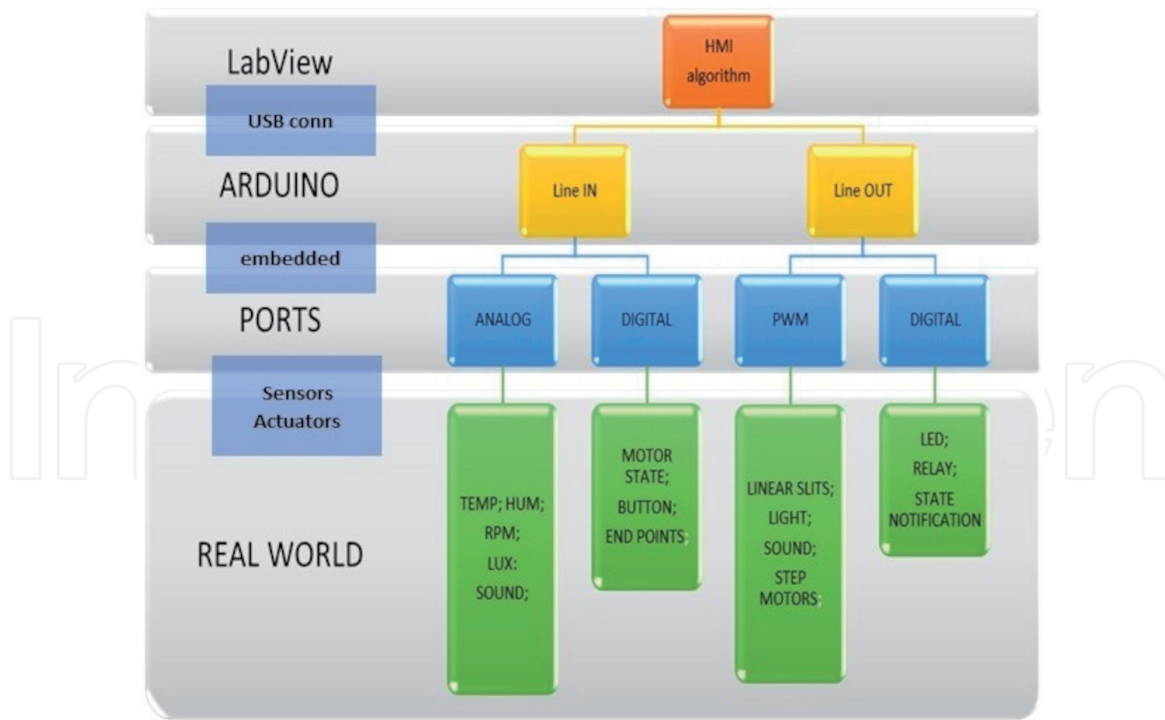 LabView
HMI
algorithm
USB conn
ARDUINO
Line IN
Line OUT
embedded
PORTS
ANALOG
DIGITAL
PWM
DIGITAL
Sensors
Actuators
REAL WORLD
TEMP; HUM;
RPM;
LUX:
SOUND;
MOTOR
STATE;
BUTTON;
END POINTS;
LINEAR SLITS;
LIGHT;
SOUND;
STEP
MOTORS;
LED;
RELAY;
STATE
NOTIFICATION